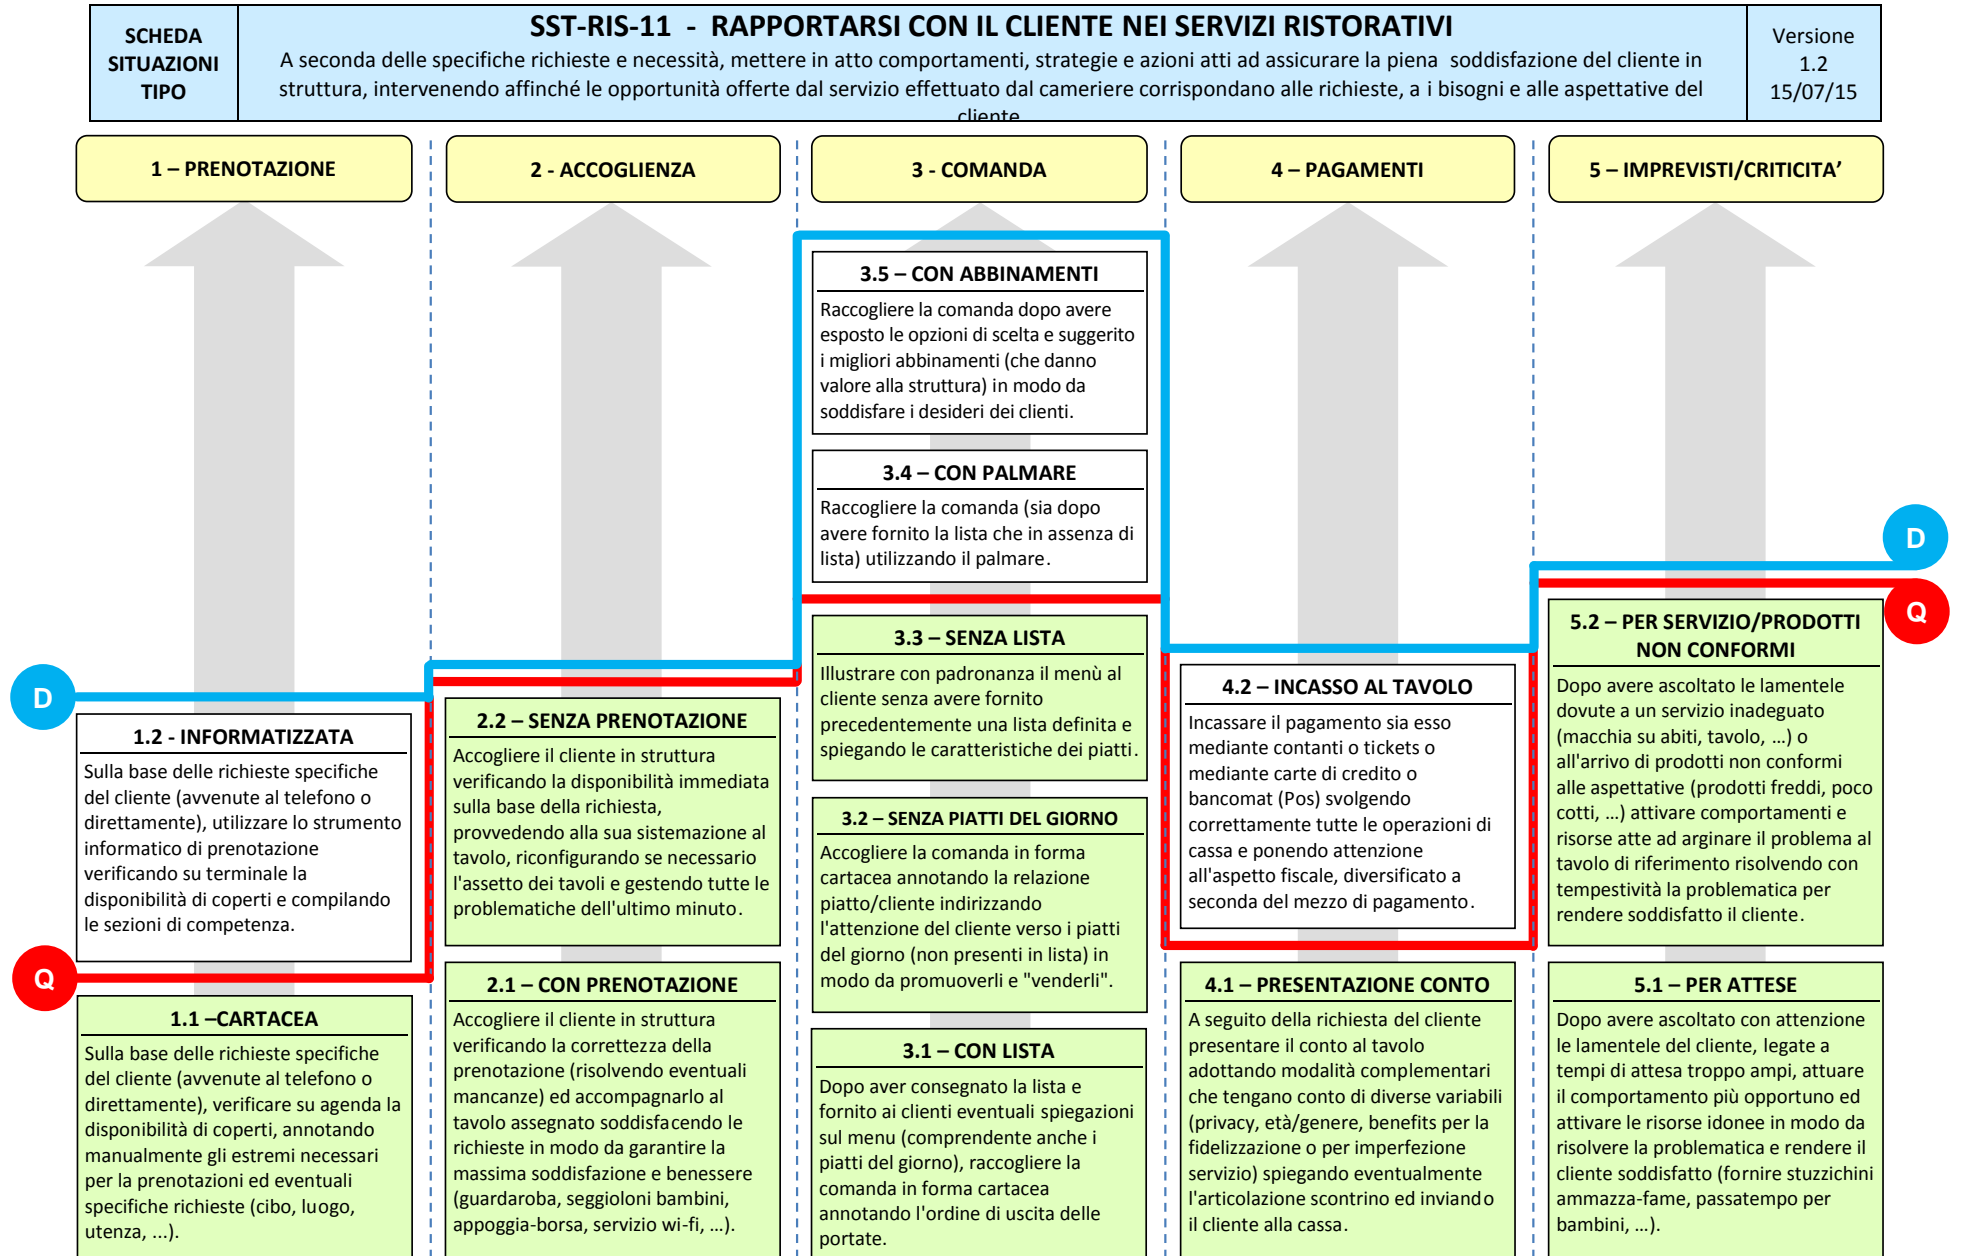 SCHEDA
SITUAZIONI
TIPO
SST-RIS-11 - RAPPORTARSI CON IL CLIENTE NEI SERVIZI RISTORATIVI
A seconda delle specifiche richieste e necessità, mettere in atto comportamenti, strategie e azioni atti ad assicurare la piena soddisfazione del cliente in
struttura, intervenendo affinché le opportunità offerte dal servizio effettuato dal cameriere corrispondano alle richieste, a i bisogni e alle aspettative del
cliente
Versione
1.2
15/07/15
1 – PRENOTAZIONE
2 - ACCOGLIENZA
3 - COMANDA
4 – PAGAMENTI
5 – IMPREVISTI/CRITICITA’
D
1.2 - INFORMATIZZATA
Sulla base delle richieste specifiche
del cliente (avvenute al telefono o
direttamente), utilizzare lo strumento
informatico di prenotazione
verificando su terminale la
disponibilità di coperti e compilando
le sezioni di competenza.
Q
1.1 –CARTACEA
Sulla base delle richieste specifiche
del cliente (avvenute al telefono o
direttamente), verificare su agenda la
disponibilità di coperti, annotando
manualmente gli estremi necessari
per la prenotazioni ed eventuali
specifiche richieste (cibo, luogo,
utenza, ...).
2.2 – SENZA PRENOTAZIONE
Accogliere il cliente in struttura
verificando la disponibilità immediata
sulla base della richiesta,
provvedendo alla sua sistemazione al
tavolo, riconfigurando se necessario
l'assetto dei tavoli e gestendo tutte le
problematiche dell'ultimo minuto.
2.1 – CON PRENOTAZIONE
Accogliere il cliente in struttura
verificando la correttezza della
prenotazione (risolvendo eventuali
mancanze) ed accompagnarlo al
tavolo assegnato soddisfacendo le
richieste in modo da garantire la
massima soddisfazione e benessere
(guardaroba, seggioloni bambini,
appoggia-borsa, servizio wi-fi, …).
3.5 – CON ABBINAMENTI
Raccogliere la comanda dopo avere
esposto le opzioni di scelta e suggerito
i migliori abbinamenti (che danno
valore alla struttura) in modo da
soddisfare i desideri dei clienti.
3.4 – CON PALMARE
Raccogliere la comanda (sia dopo
avere fornito la lista che in assenza di
lista) utilizzando il palmare.
3.3 – SENZA LISTA
Illustrare con padronanza il menù al
cliente senza avere fornito
precedentemente una lista definita e
spiegando le caratteristiche dei piatti.
3.2 – SENZA PIATTI DEL GIORNO
Accogliere la comanda in forma
cartacea annotando la relazione
piatto/cliente indirizzando
l'attenzione del cliente verso i piatti
del giorno (non presenti in lista) in
modo da promuoverli e "venderli".
3.1 – CON LISTA
Dopo aver consegnato la lista e
fornito ai clienti eventuali spiegazioni
sul menu (comprendente anche i
piatti del giorno), raccogliere la
comanda in forma cartacea
annotando l'ordine di uscita delle
portate.
4.2 – INCASSO AL TAVOLO
Incassare il pagamento sia esso
mediante contanti o tickets o
mediante carte di credito o
bancomat (Pos) svolgendo
correttamente tutte le operazioni di
cassa e ponendo attenzione
all'aspetto fiscale, diversificato a
seconda del mezzo di pagamento.
4.1 – PRESENTAZIONE CONTO
A seguito della richiesta del cliente
presentare il conto al tavolo
adottando modalità complementari
che tengano conto di diverse variabili
(privacy, età/genere, benefits per la
fidelizzazione o per imperfezione
servizio) spiegando eventualmente
l'articolazione scontrino ed inviando
il cliente alla cassa.
D
Q
5.2 – PER SERVIZIO/PRODOTTI
NON CONFORMI
Dopo avere ascoltato le lamentele
dovute a un servizio inadeguato
(macchia su abiti, tavolo, …) o
all'arrivo di prodotti non conformi
alle aspettative (prodotti freddi, poco
cotti, …) attivare comportamenti e
risorse atte ad arginare il problema al
tavolo di riferimento risolvendo con
tempestività la problematica per
rendere soddisfatto il cliente.
5.1 – PER ATTESE
Dopo avere ascoltato con attenzione
le lamentele del cliente, legate a
tempi di attesa troppo ampi, attuare
il comportamento più opportuno ed
attivare le risorse idonee in modo da
risolvere la problematica e rendere il
cliente soddisfatto (fornire stuzzichini
ammazza-fame, passatempo per
bambini, …).